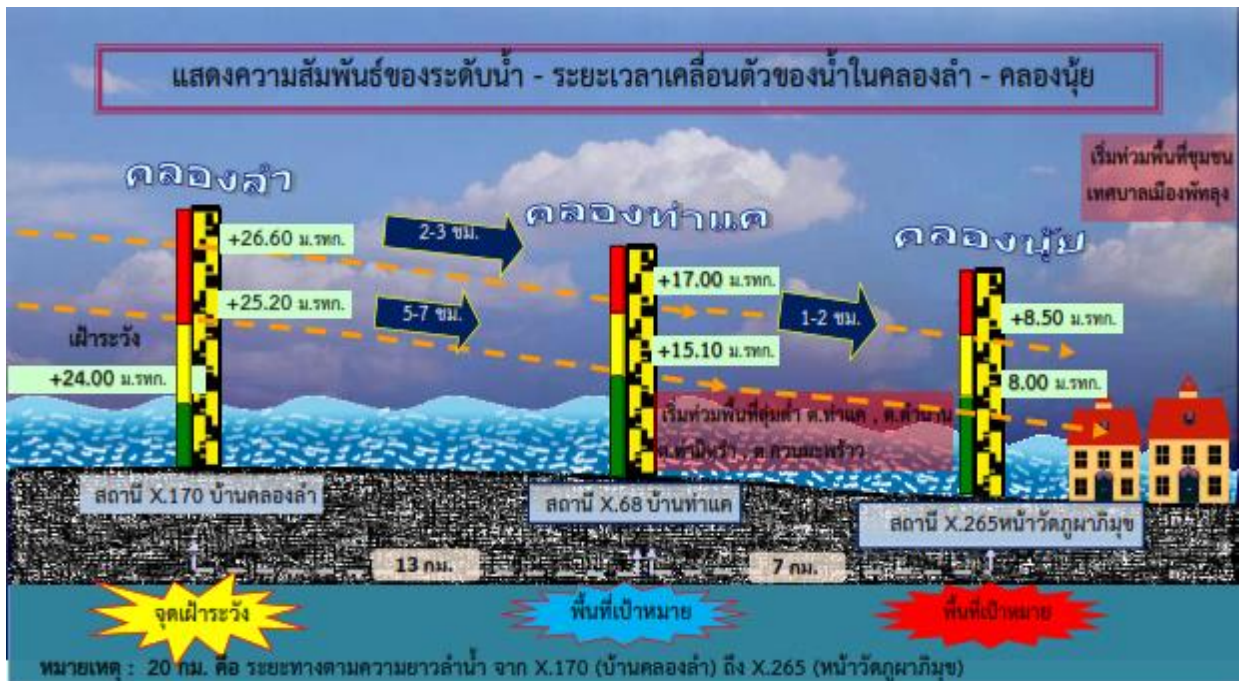 แสดงความสัมพันธ์ของระดับน้ำ - ระยะเวลาเคลื่อนตัวของน้ำในคลองลำ - คลองนุ้ย
เริ่มท่วมพื้นที่ชุมชน
เทศบาลเมืองพัทลุง
คลองลำ
คลองท่าแค
คลองนุ้ย
+26.60 ม.รทก.
2-3 ชม.
+17.00 ม.รทก.
+25.20 ม.รทก.
5-7 ชม.
1-2 ชม.
+8.50 ม.รทก.
เฝ้าระวัง
+15.10 ม.รทก.
+24.00 ม.รทก.
8.00 ม.รทก.
เริ่มท่วมพื้นที่ลุ่มต่ำ ต.ท่าแค , ต.ตำนาน
ต.ควนมะพร้าว
สถานี X.170 บ้านคลองลำ
สถานี X.68 บ้านท่าแค
สถานี X.265หน้าวัดภูผาภิมุข
13 กม.
7 กม.
จุดเฝ้าระวัง
พื้นที่เป้าหมาย
พื้นที่เป้าหมาย
หมายเหตุ : 20 กม. คือ ระยะทางตามความยาวลำน้ำ จาก X.170 (บ้านคลองลำ) ถึง X.265 (หน้าวัดภูผาภิมุข)